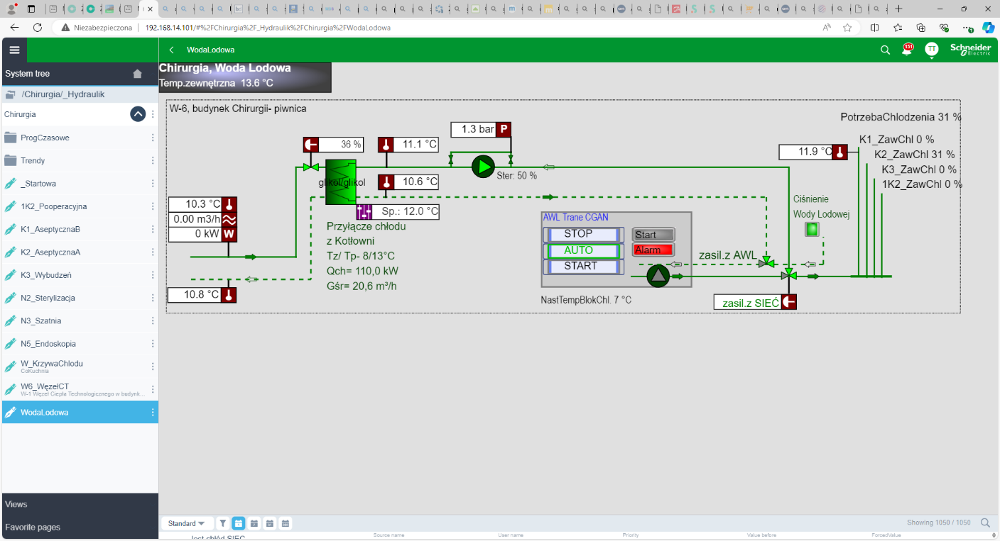 Niezabezpieczona
192.168.14.101/#%2FChirurgia%2F_Hydraulik%2FChirurgia%2FWodaLodowa
WodaLodowa
151
TT
Schneider
Electric
System tree
/Chirurgia/_Hydraulik
Chirurgia
ProgCzasowe
Trendy
_Startowa
1K2_Pooperacyjna
K1_AseptycznaB
K2_AseptycznaA
K3_Wybudzeń
N2_Sterylizacja
N3_Szatnia
N5_Endoskopia
W_KrzywaChlodu
CoKuchnia
W6_WęzełCT
W-1 Węzeł Ciepła Technologicznego w budynk...
WodaLodowa
Views
Favorite pages
Chirurgia, Woda Lodowa
Temp.zewnętrzna 13.6 °C
W-6, budynek Chirurgii- piwnica
PotrzebaChlodzenia 31 %
1.3 bar P
36 %
11.1 °C
K1_ZawChl 0 %
11.9 °C
K2_ZawChl 31 %
K3_ZawChl 0 %
1K2_ZawChl 0 %
Ster: 50 %
glikol/glikol
10.6 °C
10.3 °C
0.00 m3/h
0 kW W
Sp.: 12.0 °C
Ciśnienie
Wody Lodowej
Przyłącze chłodu
z Kotłowni
Tz/ Tp- 8/13°C
Qch= 110,0 kW
Gśr= 20,6 m³/h
AWL Trane CGAN
STOP
AUTO
START
Start
Alarm
zasil.z AWL
10.8 °C
NastTempBlokChl. 7 °C
zasil.z SIEĆ
Standard
Showing 1050 / 1050
Source name
User name
Priority
Value before
ForcedValue